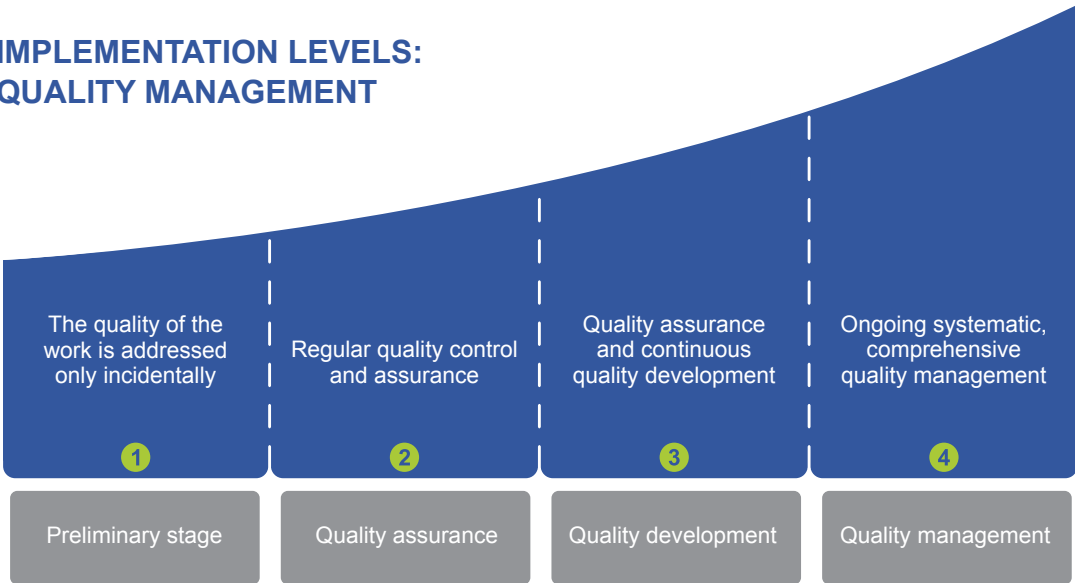 IMPLEMENTATION LEVELS:
QUALITY MANAGEMENT
The quality of the
work is addressed
only incidentally
Regular quality control
and assurance
Quality assurance
and continuous
quality development
Ongoing systematic,
comprehensive
quality management
1
2
3
4
Preliminary stage
Quality assurance
Quality development
Quality management